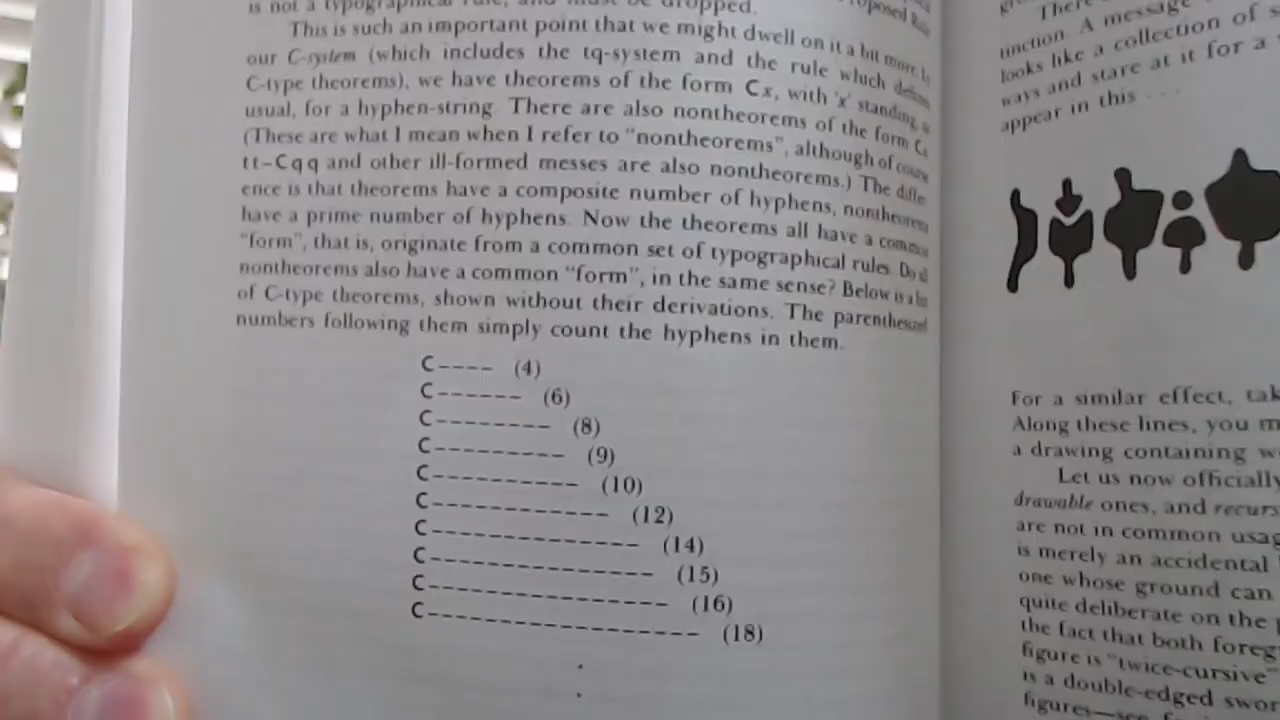 is not a typographical rule, and must be dropped.
This is such an important point that we might dwell on it a bit more. In
our C-system (which includes the tq-system and the rule which defines
C-type theorems), we have theorems of the form Cx, with 'x' standing, as
usual, for a hyphen-string. There are also nontheorems of the form Cx.
(These are what I mean when I refer to "nontheorems", although of course
tt-Cqq and other ill-formed messes are also nontheorems.) The differ-
ence is that theorems have a composite number of hyphens, nontheorems
have a prime number of hyphens. Now the theorems all have a common
"form", that is, originate from a common set of typographical rules. Do all
nontheorems also have a common "form", in the same sense? Below is a list
of C-type theorems, shown without their derivations. The parenthesized
numbers following them simply count the hyphens in them.
C---- (4)
C------ (6)
C-------- (8)
C--------- (9)
C---------- (10)
C------------ (12)
C-------------- (14)
C--------------- (15)
C---------------- (16)
C------------------ (18)
.
.
There
function. A message
looks like a collection of
ways and stare at it for a
appear in this . . .
For a similar effect,
Along these lines, you
a drawing containing
Let us now officially
drawable ones, and
are not in common
is merely an accidental
one whose ground can
quite deliberate on the
the fact that both
figure is "twice-cursive"
is a double-edged
figures—see